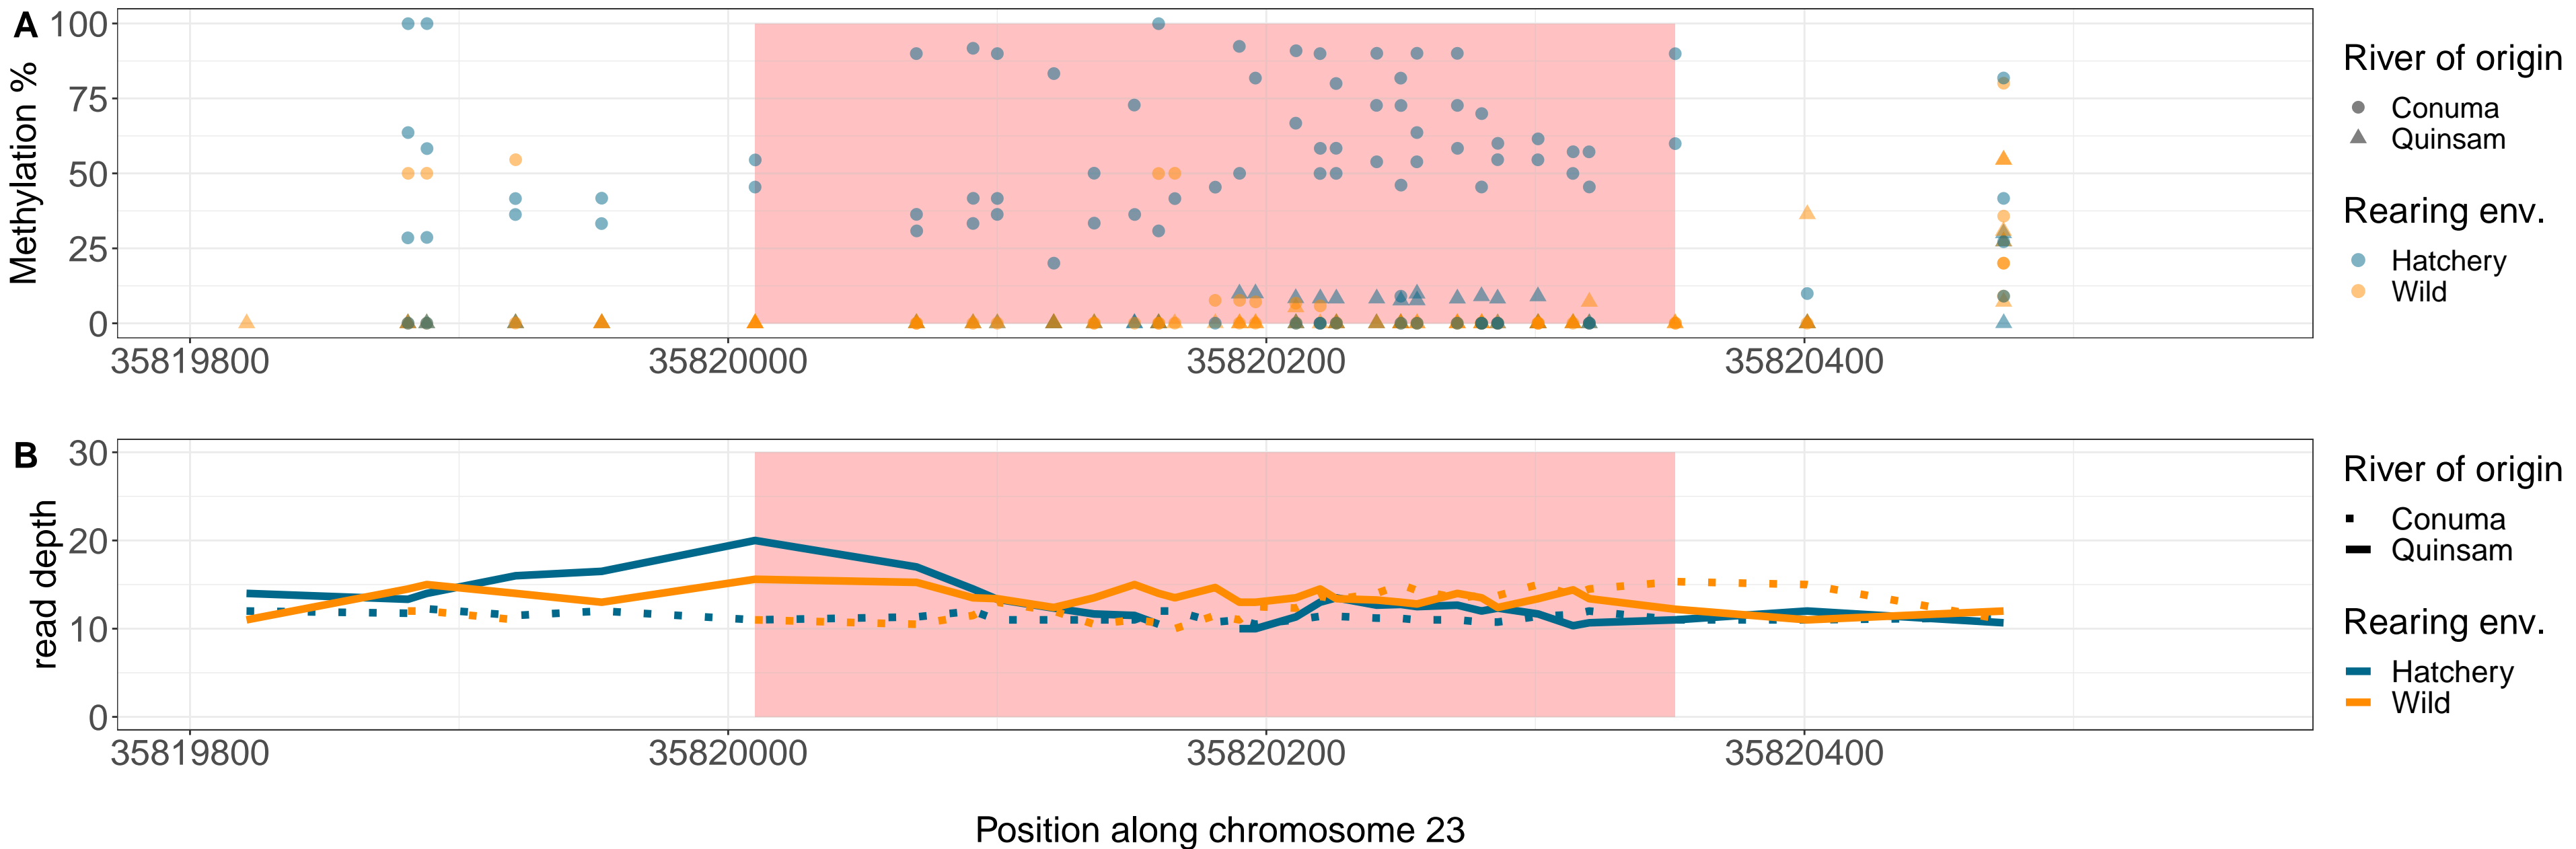 A
Methylation %
100
75
50
25
0
35819800
35820000
35820200
35820400
River of origin
Conuma
Quinsam
Rearing env.
Hatchery
Wild
B
read depth
30
20
10
0
35819800
35820000
35820200
35820400
River of origin
Conuma
Quinsam
Rearing env.
Hatchery
Wild
Position along chromosome 23